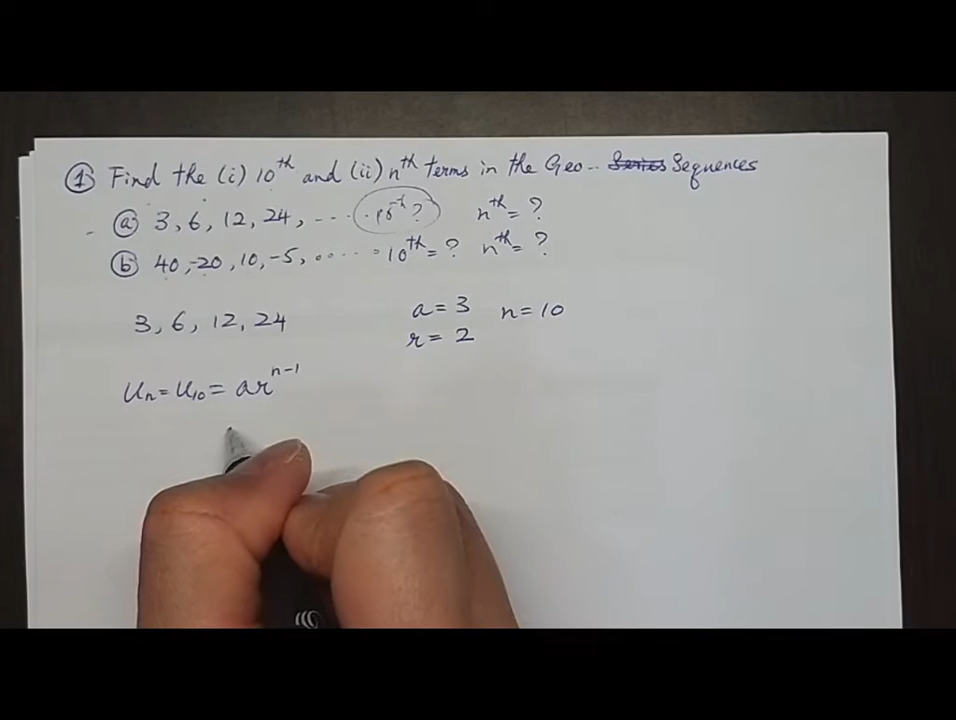 ① Find the (i) 10th and (ii) nth terms in the Geo.. Series Sequences
ⓐ 3, 6, 12, 24, ..... 10th? nth = ?
ⓑ 40, -20, 10, -5, ...... 10th = ? nth = ?
3, 6, 12, 24 a = 3 n = 10
r = 2
Un = U10 = ar^n-1